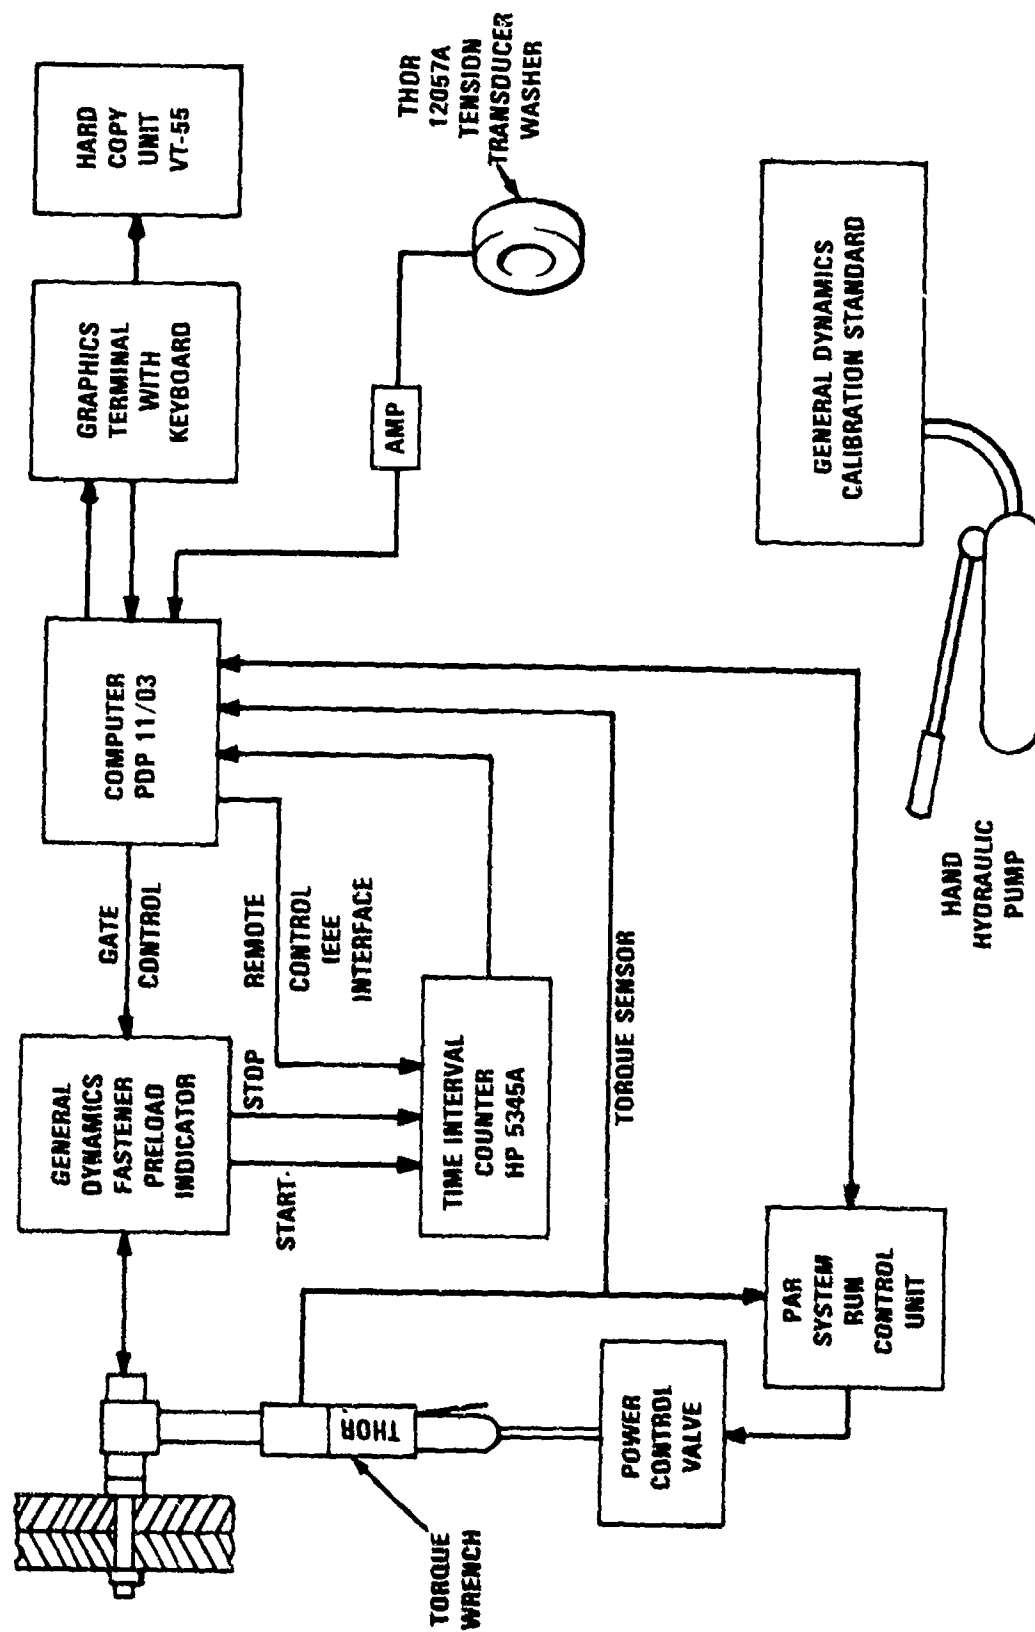 HARD
COPY
UNIT
VT-55
GRAPHICS
TERMINAL
WITH
KEYBOARD
THOR
12057A
TENSION
TRANSDUCER
WASHER
AMP
GENERAL DYNAMICS
CALIBRATION STANDARD
COMPUTER
PDP 11/03
GATE
CONTROL
REMOTE
CONTROL
IEEE
INTERFACE
HAND
HYDRAULIC
PUMP
GENERAL
DYNAMICS
FASTENER
PRELOAD
INDICATOR
STOP
START
TIME INTERVAL
COUNTER
HP 5345A
TORQUE SENSOR
PAR
SYSTEM
RUN
CONTROL
UNIT
THOR
POWER
CONTROL
VALVE
TORQUE
WRENCH